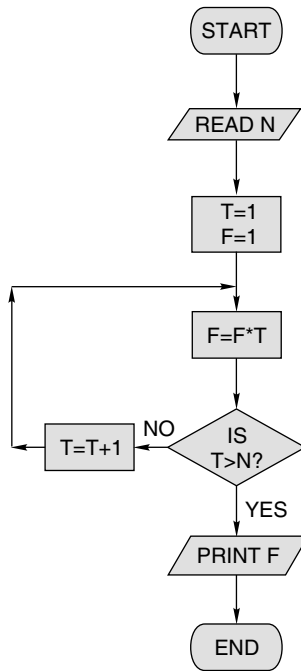 START
READ N
T=1
F=1
F=F*T
IS
T>N?
NO
T=T+1
YES
PRINT F
END